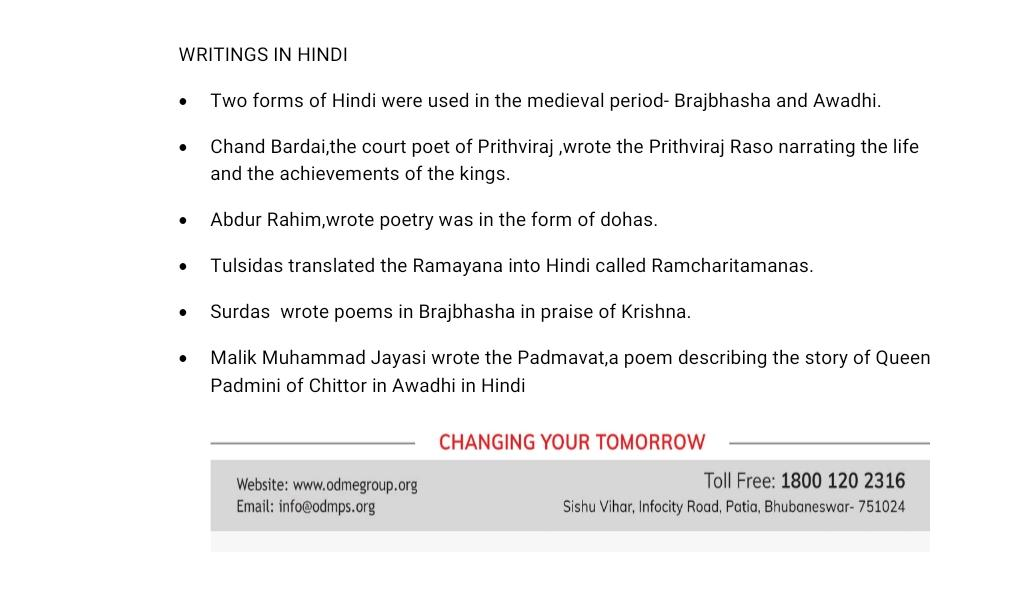 WRITINGS IN HINDI
• Two forms of Hindi were used in the medieval period- Brajbhasha and Awadhi.
• Chand Bardai,the court poet of Prithviraj ,wrote the Prithviraj Raso narrating the life
and the achievements of the kings.
• Abdur Rahim,wrote poetry was in the form of dohas.
• Tulsidas translated the Ramayana into Hindi called Ramcharitamanas.
• Surdas  wrote poems in Brajbhasha in praise of Krishna.
• Malik Muhammad Jayasi wrote the Padmavat,a poem describing the story of Queen
Padmini of Chittor in Awadhi in Hindi
CHANGING YOUR TOMORROW
Website: www.odmegroup.org
Email: info@odmps.org
Toll Free: 1800 120 2316
Sishu Vihar, Infocity Road, Patia, Bhubaneswar- 751024